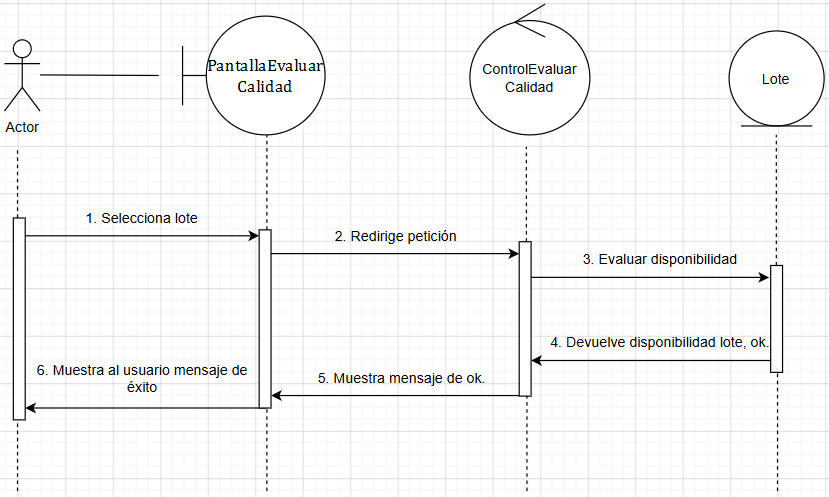 PantallaEvaluar
Calidad
ControlEvaluar
Calidad
Lote
Actor
1. Selecciona lote
2. Redirige petición
3. Evaluar disponibilidad
4. Devuelve disponibilidad lote, ok.
5. Muestra mensaje de ok.
6. Muestra al usuario mensaje de
éxito